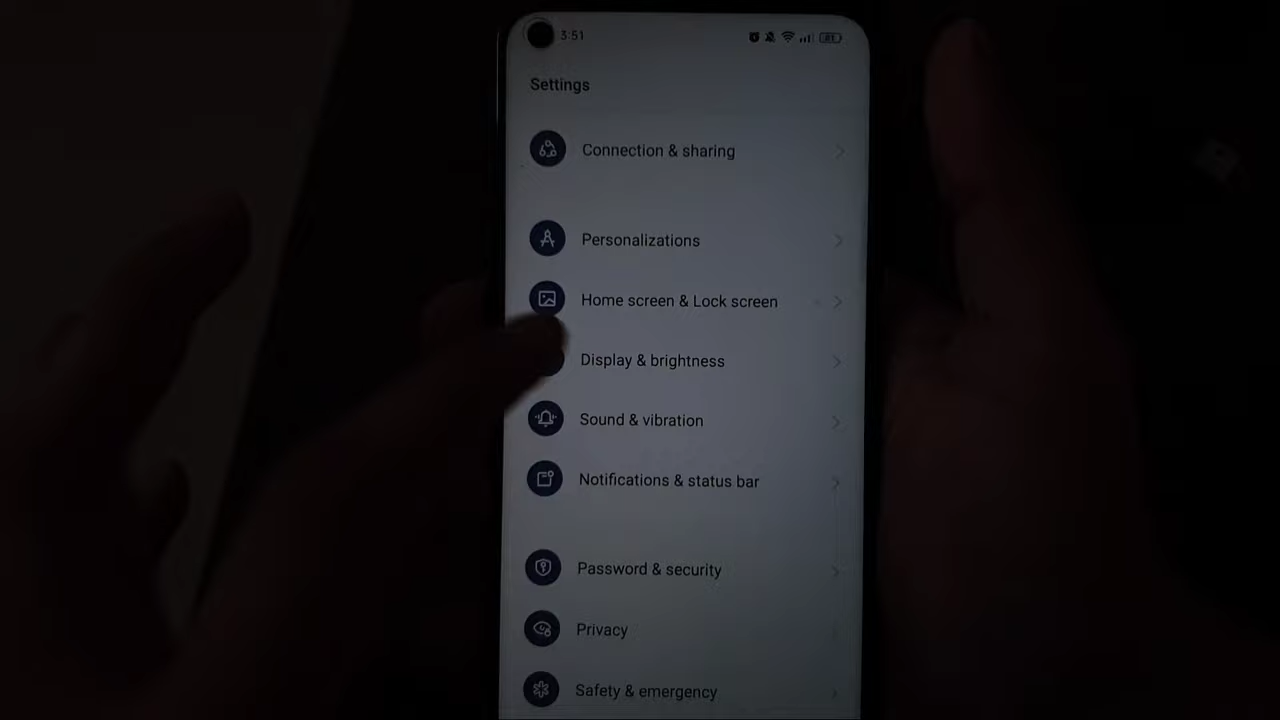 3:51
Settings
Connection & sharing
Personalizations
Home screen & Lock screen
Display & brightness
Sound & vibration
Notifications & status bar
Password & security
Privacy
Safety & emergency